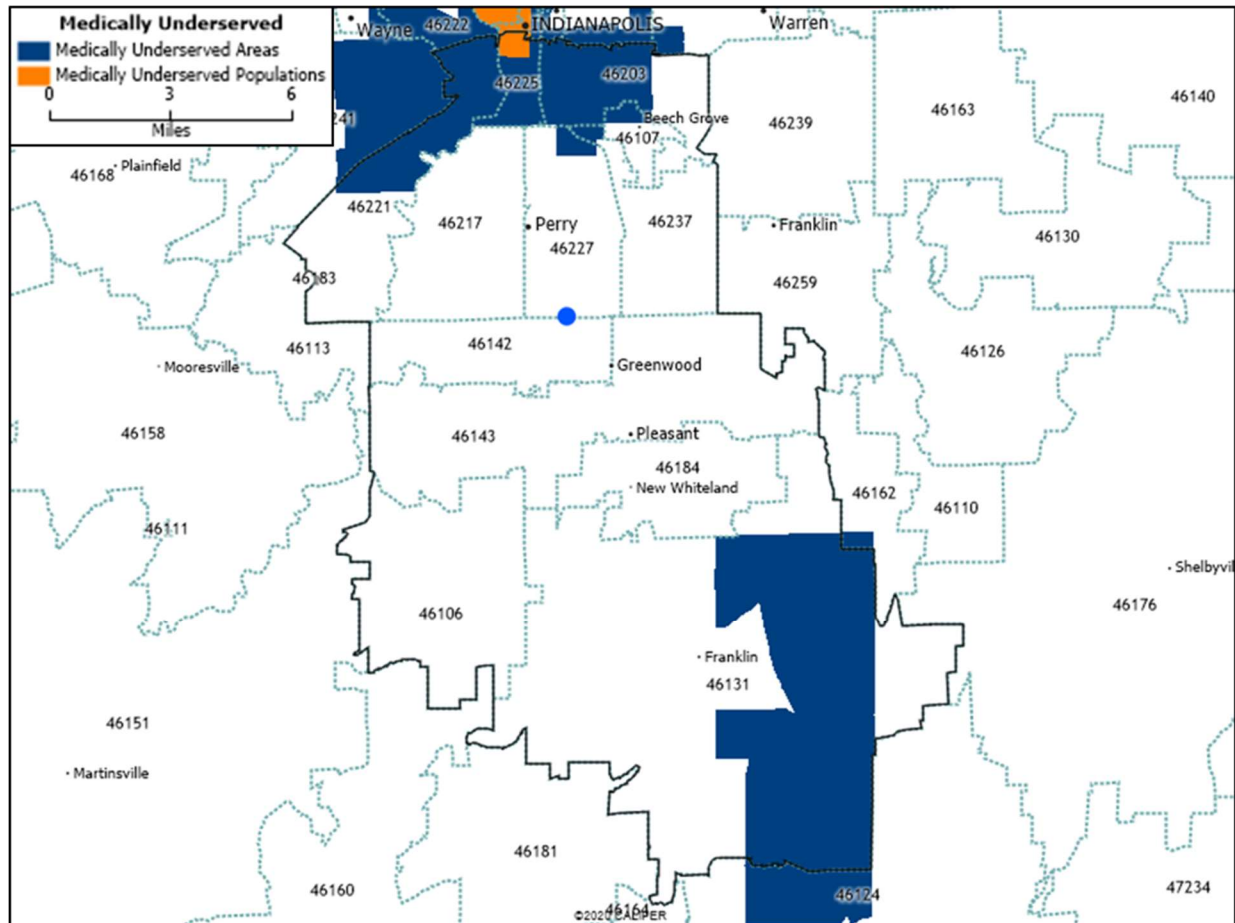 Medically Underserved
Medically Underserved Areas
Medically Underserved Populations
0 3 6
Miles
Wayne
46222
INDIANAPOLIS
Warren
46225
46203
46140
46163
241
Beech Grove
46107
46239
46168
Plainfield
46221
46217
Perry
46227
46237
Franklin
46130
46183
46259
46113
46142
46126
Mooresville
Greenwood
46158
46143
Pleasant
46184
New Whiteland
46162
46110
46111
Shelbyvil
46106
46176
Franklin
46131
46151
Martinsville
46181
46160
46124
47234
46164
©2020 CALIPER